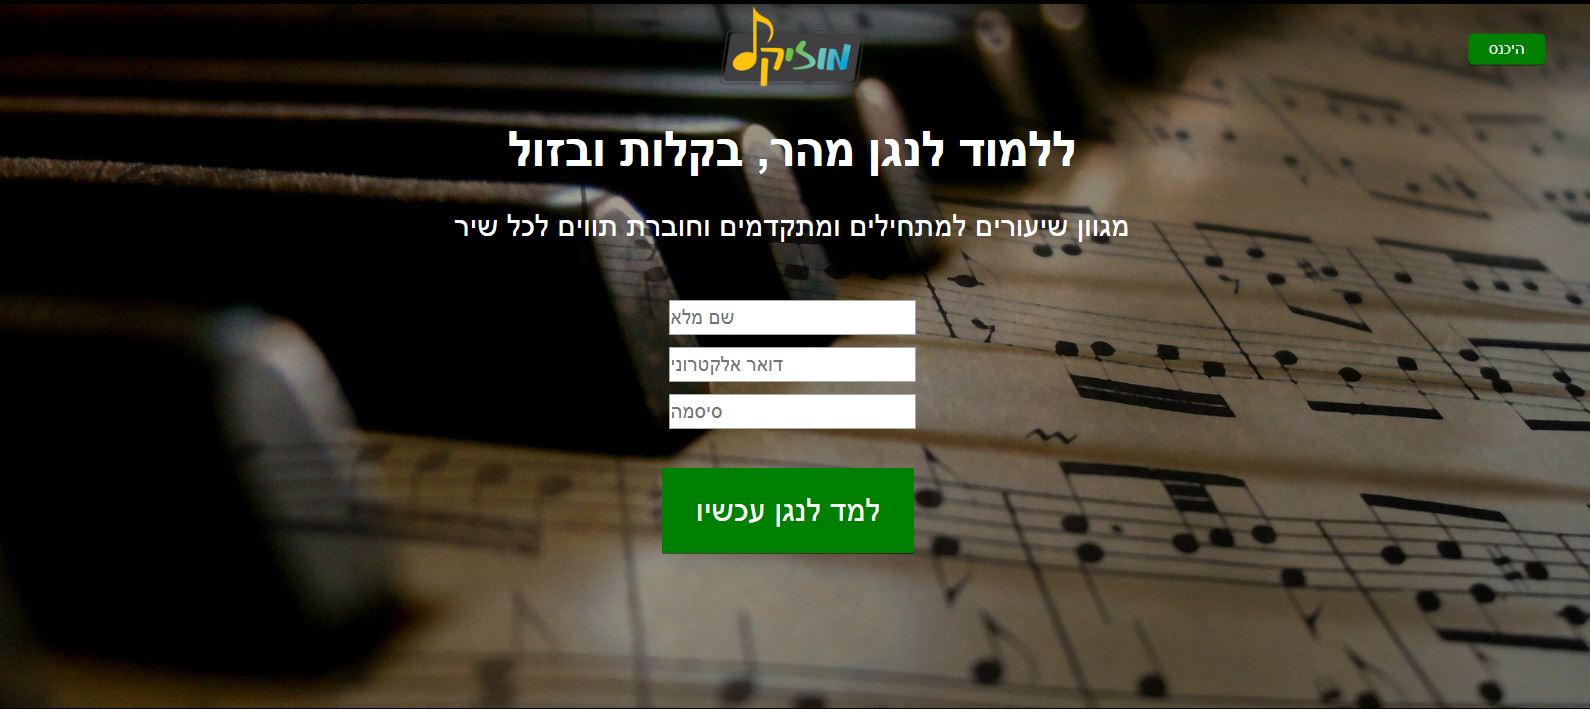 מוזיקל
היכנס
ללמוד לנגן מהר, בקלות ובזול
מגוון שיעורים למתחילים ומתקדמים וחוברת תווים לכל שיר
שם מלא
דואר אלקטרוני
סיסמה
למד לנגן עכשיו